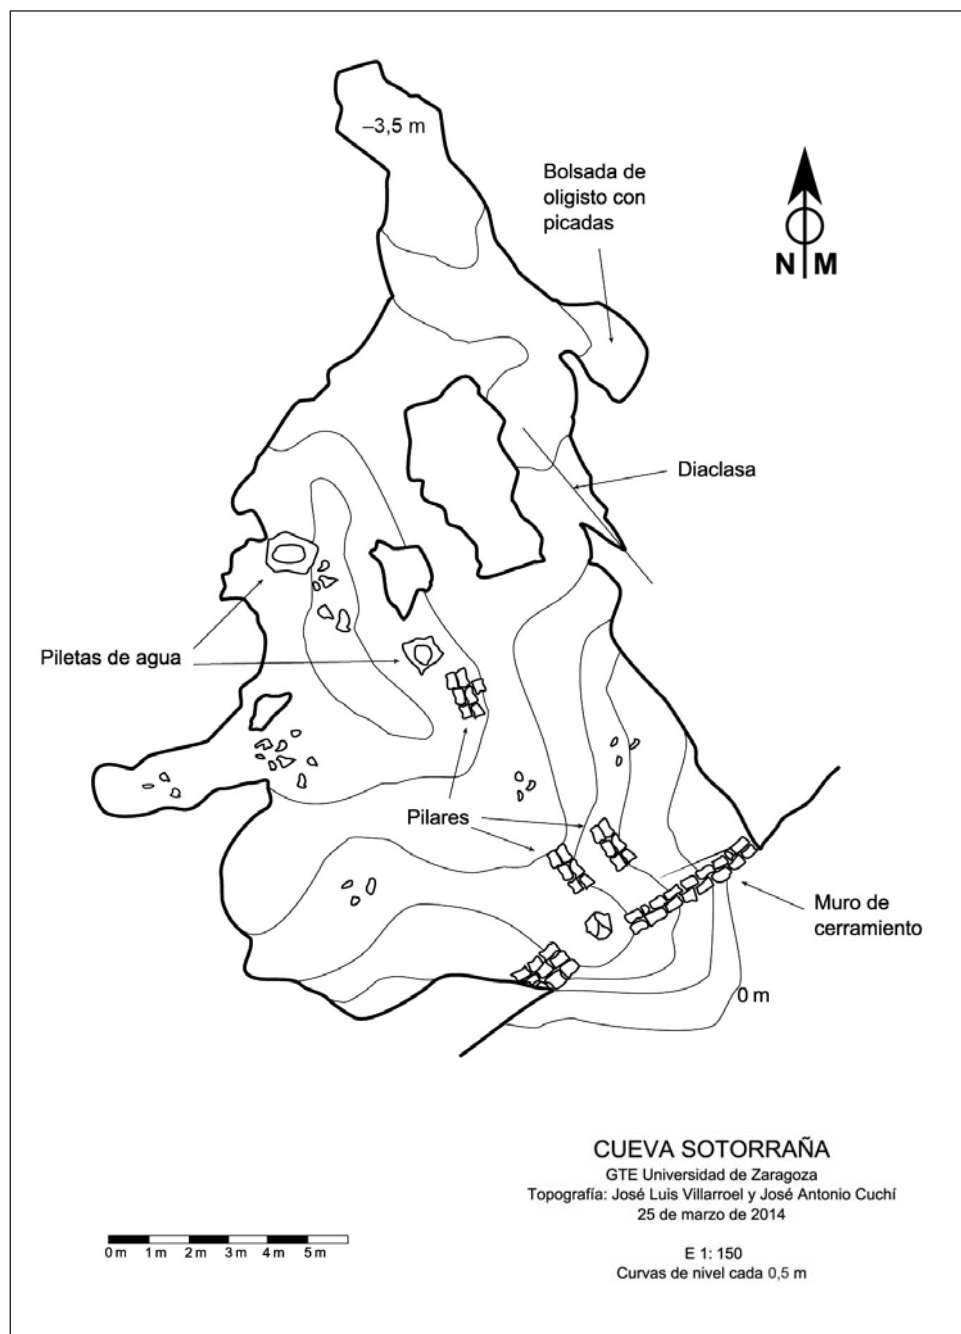 –3,5 m
Bolsada de
oligisto con
picadas
N M
Diaclasa
Piletas de agua
Pilares
Muro de
cerramiento
0 m
CUEVA SOTORRAÑA
GTE Universidad de Zaragoza
Topografía: José Luis Villarroel y José Antonio Cuchí
25 de marzo de 2014
0 m 1 m 2 m 3 m 4 m 5 m
E 1: 150
Curvas de nivel cada 0,5 m